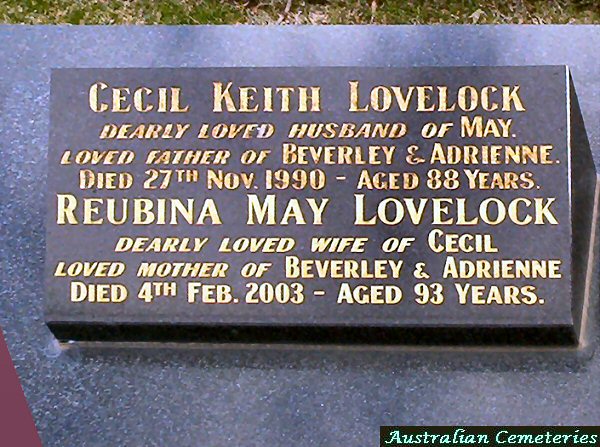 Cecil Keith Lovelock
dearly loved husband of May.
loved father of Beverley & Adrienne.
Died 27th Nov. 1990 - Aged 88 Years.
Reubina May Lovelock
dearly loved wife of Cecil
loved mother of Beverley & Adrienne
Died 4th Feb. 2003 - Aged 93 Years.
Australian Cemeteries